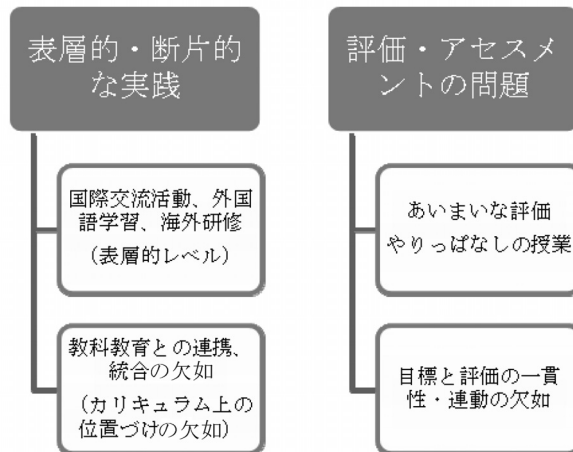 表層的・断片的
な実践
国際交流活動、外国
語学習、海外研修
（表層的レベル）
教科教育との連携、
統合の欠如
（カリキュラム上の
位置づけの欠如）
評価・アセスメ
ントの問題
あいまいな評価
やりっぱなしの授業
目標と評価の一貫
性・連動の欠如